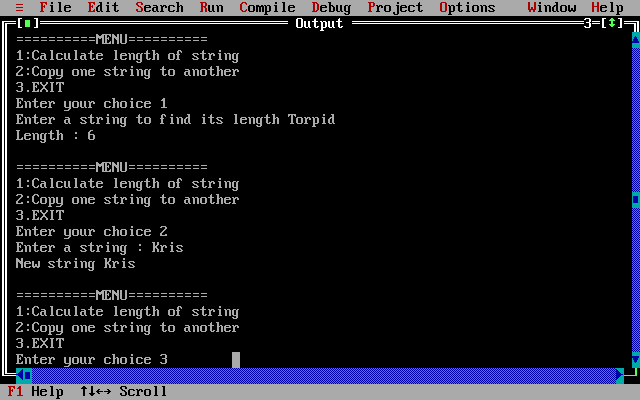 ≡ File Edit Search Run Compile Debug Project Options Window Help
[■] Output 3=[↕]
==========MENU==========
1:Calculate length of string
2:Copy one string to another
3.EXIT
Enter your choice 1
Enter a string to find its length Torpid
Length : 6
==========MENU==========
1:Calculate length of string
2:Copy one string to another
3.EXIT
Enter your choice 2
Enter a string : Kris
New string Kris
==========MENU==========
1:Calculate length of string
2:Copy one string to another
3.EXIT
Enter your choice 3
F1 Help ↑↓←→ Scroll